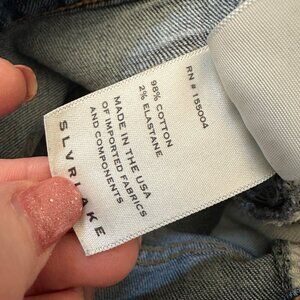 RN # 155004
98% COTTON
2% ELASTANE
MADE IN THE USA
OF IMPORTED FABRICS
AND COMPONENTS
SLVRLAKE